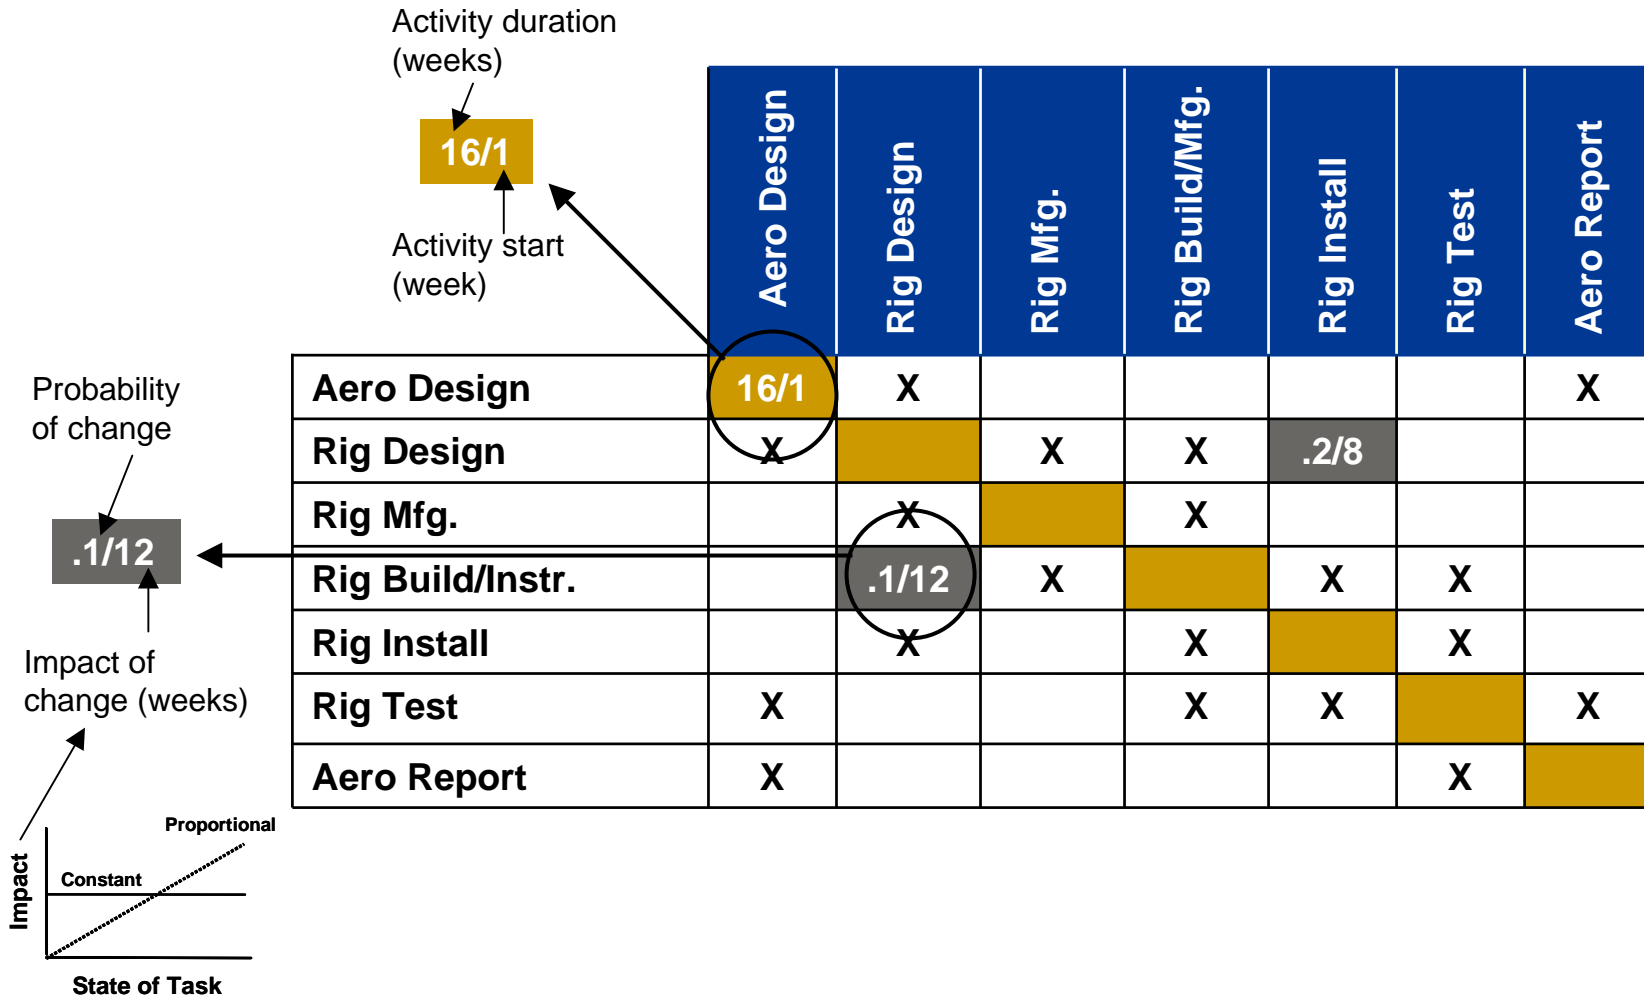 Activity duration
(weeks)
16/1
Activity start
(week)
Aero Design
Rig Design
Rig Mfg.
Rig Build/Mfg.
Rig Install
Rig Test
Aero Report
Probability
of change
.1/12
Impact of
change (weeks)
Aero Design 16/1 X X
Rig Design X X X .2/8
Rig Mfg. X X
Rig Build/Instr. .1/12 X X X
Rig Install X X X
Rig Test X X X X
Aero Report X X
Proportional
Constant
Impact
State of Task